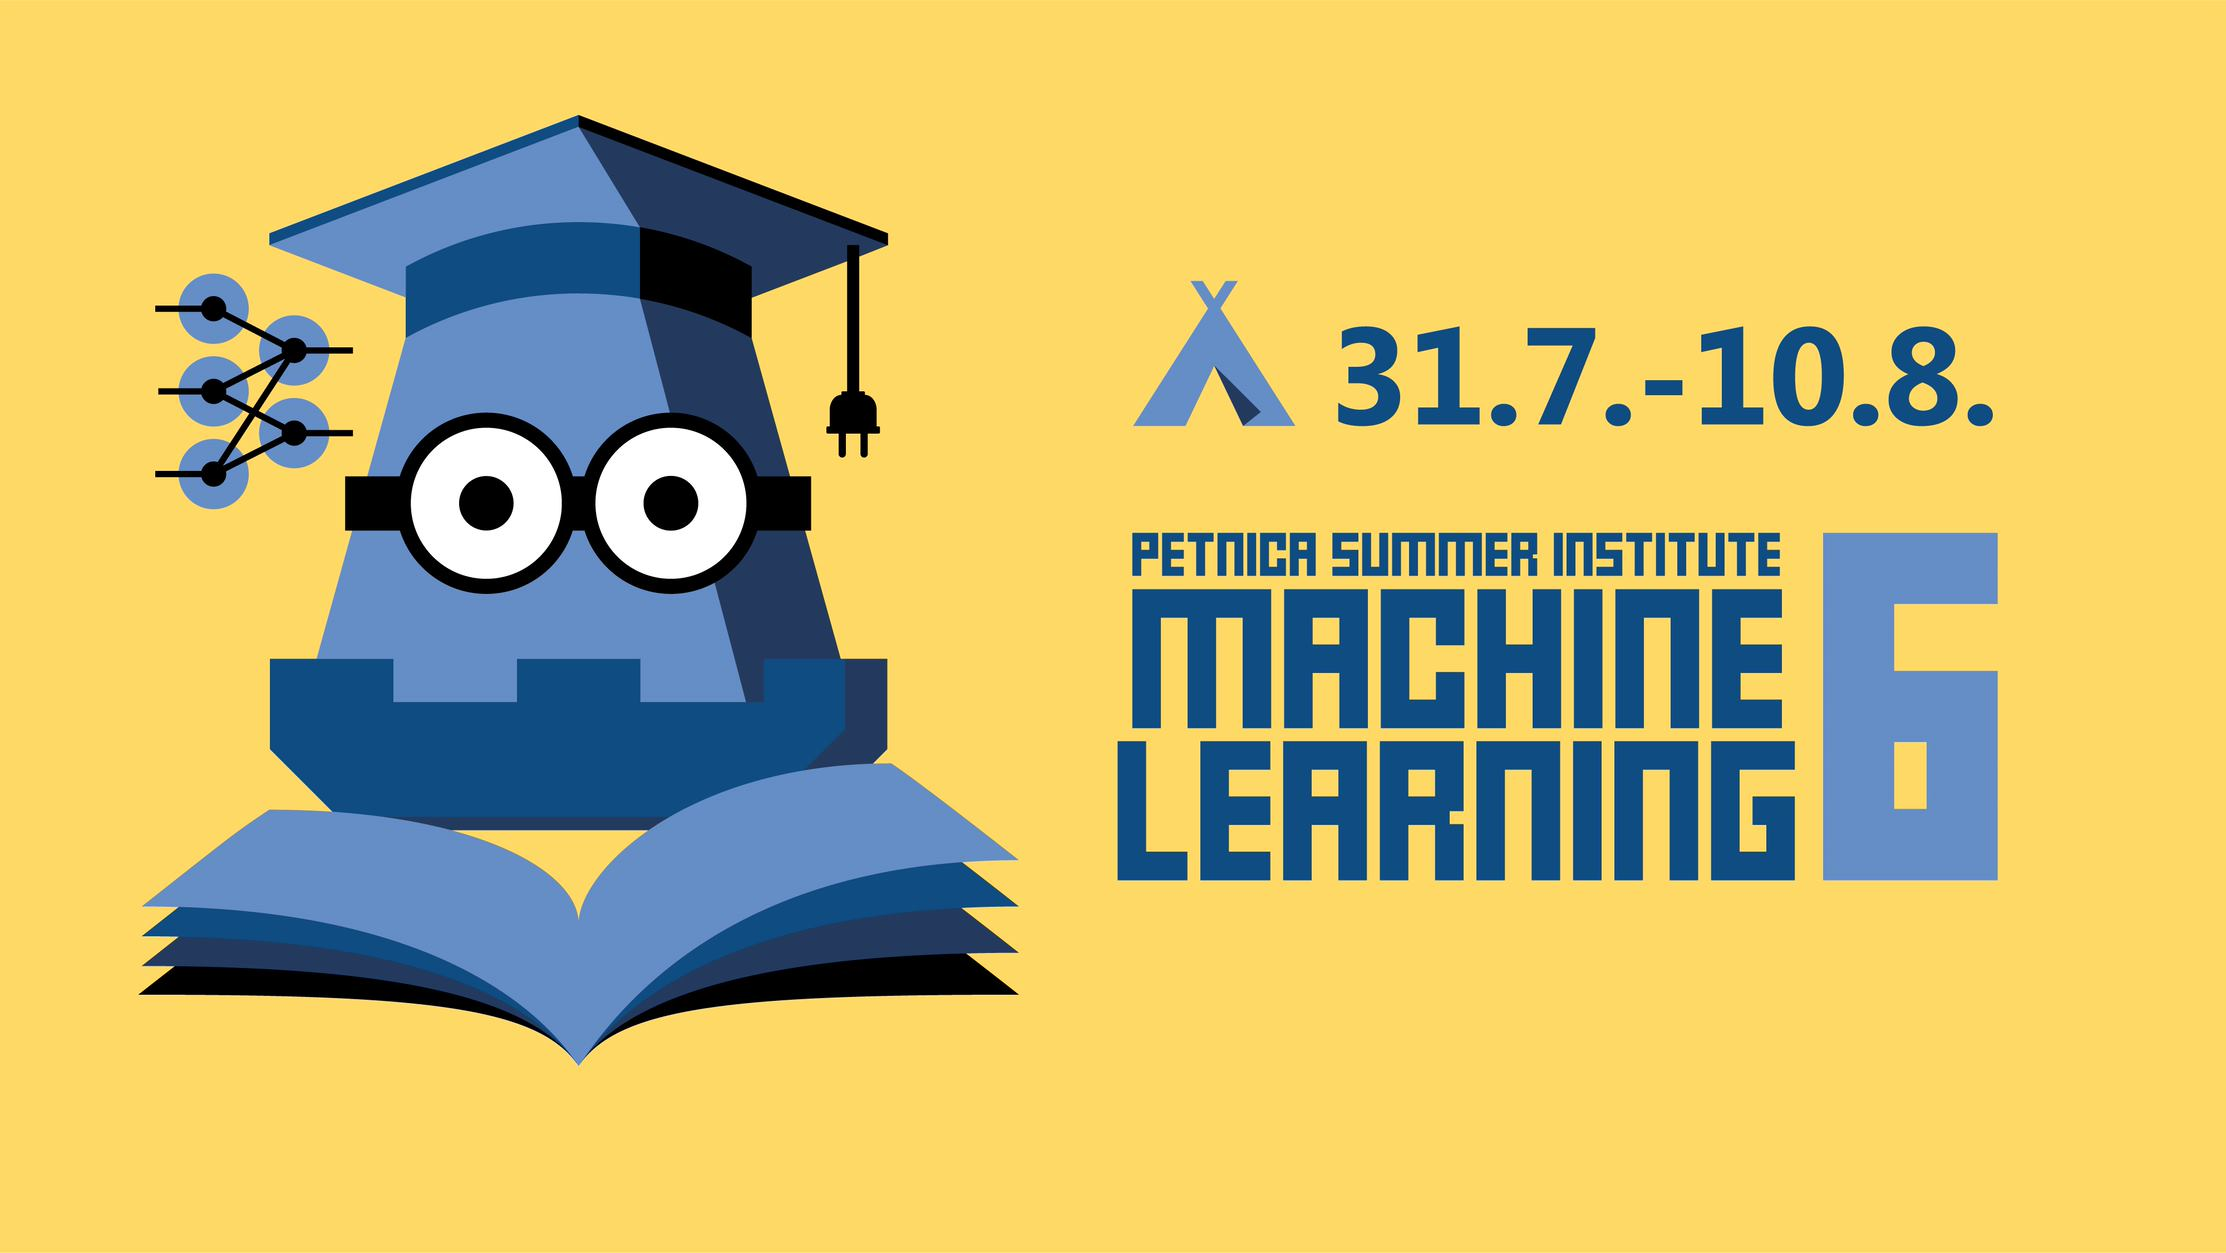 31.7.-10.8.
PETNICA SUMMER INSTITUTE
MACHINE
LEARNING
6